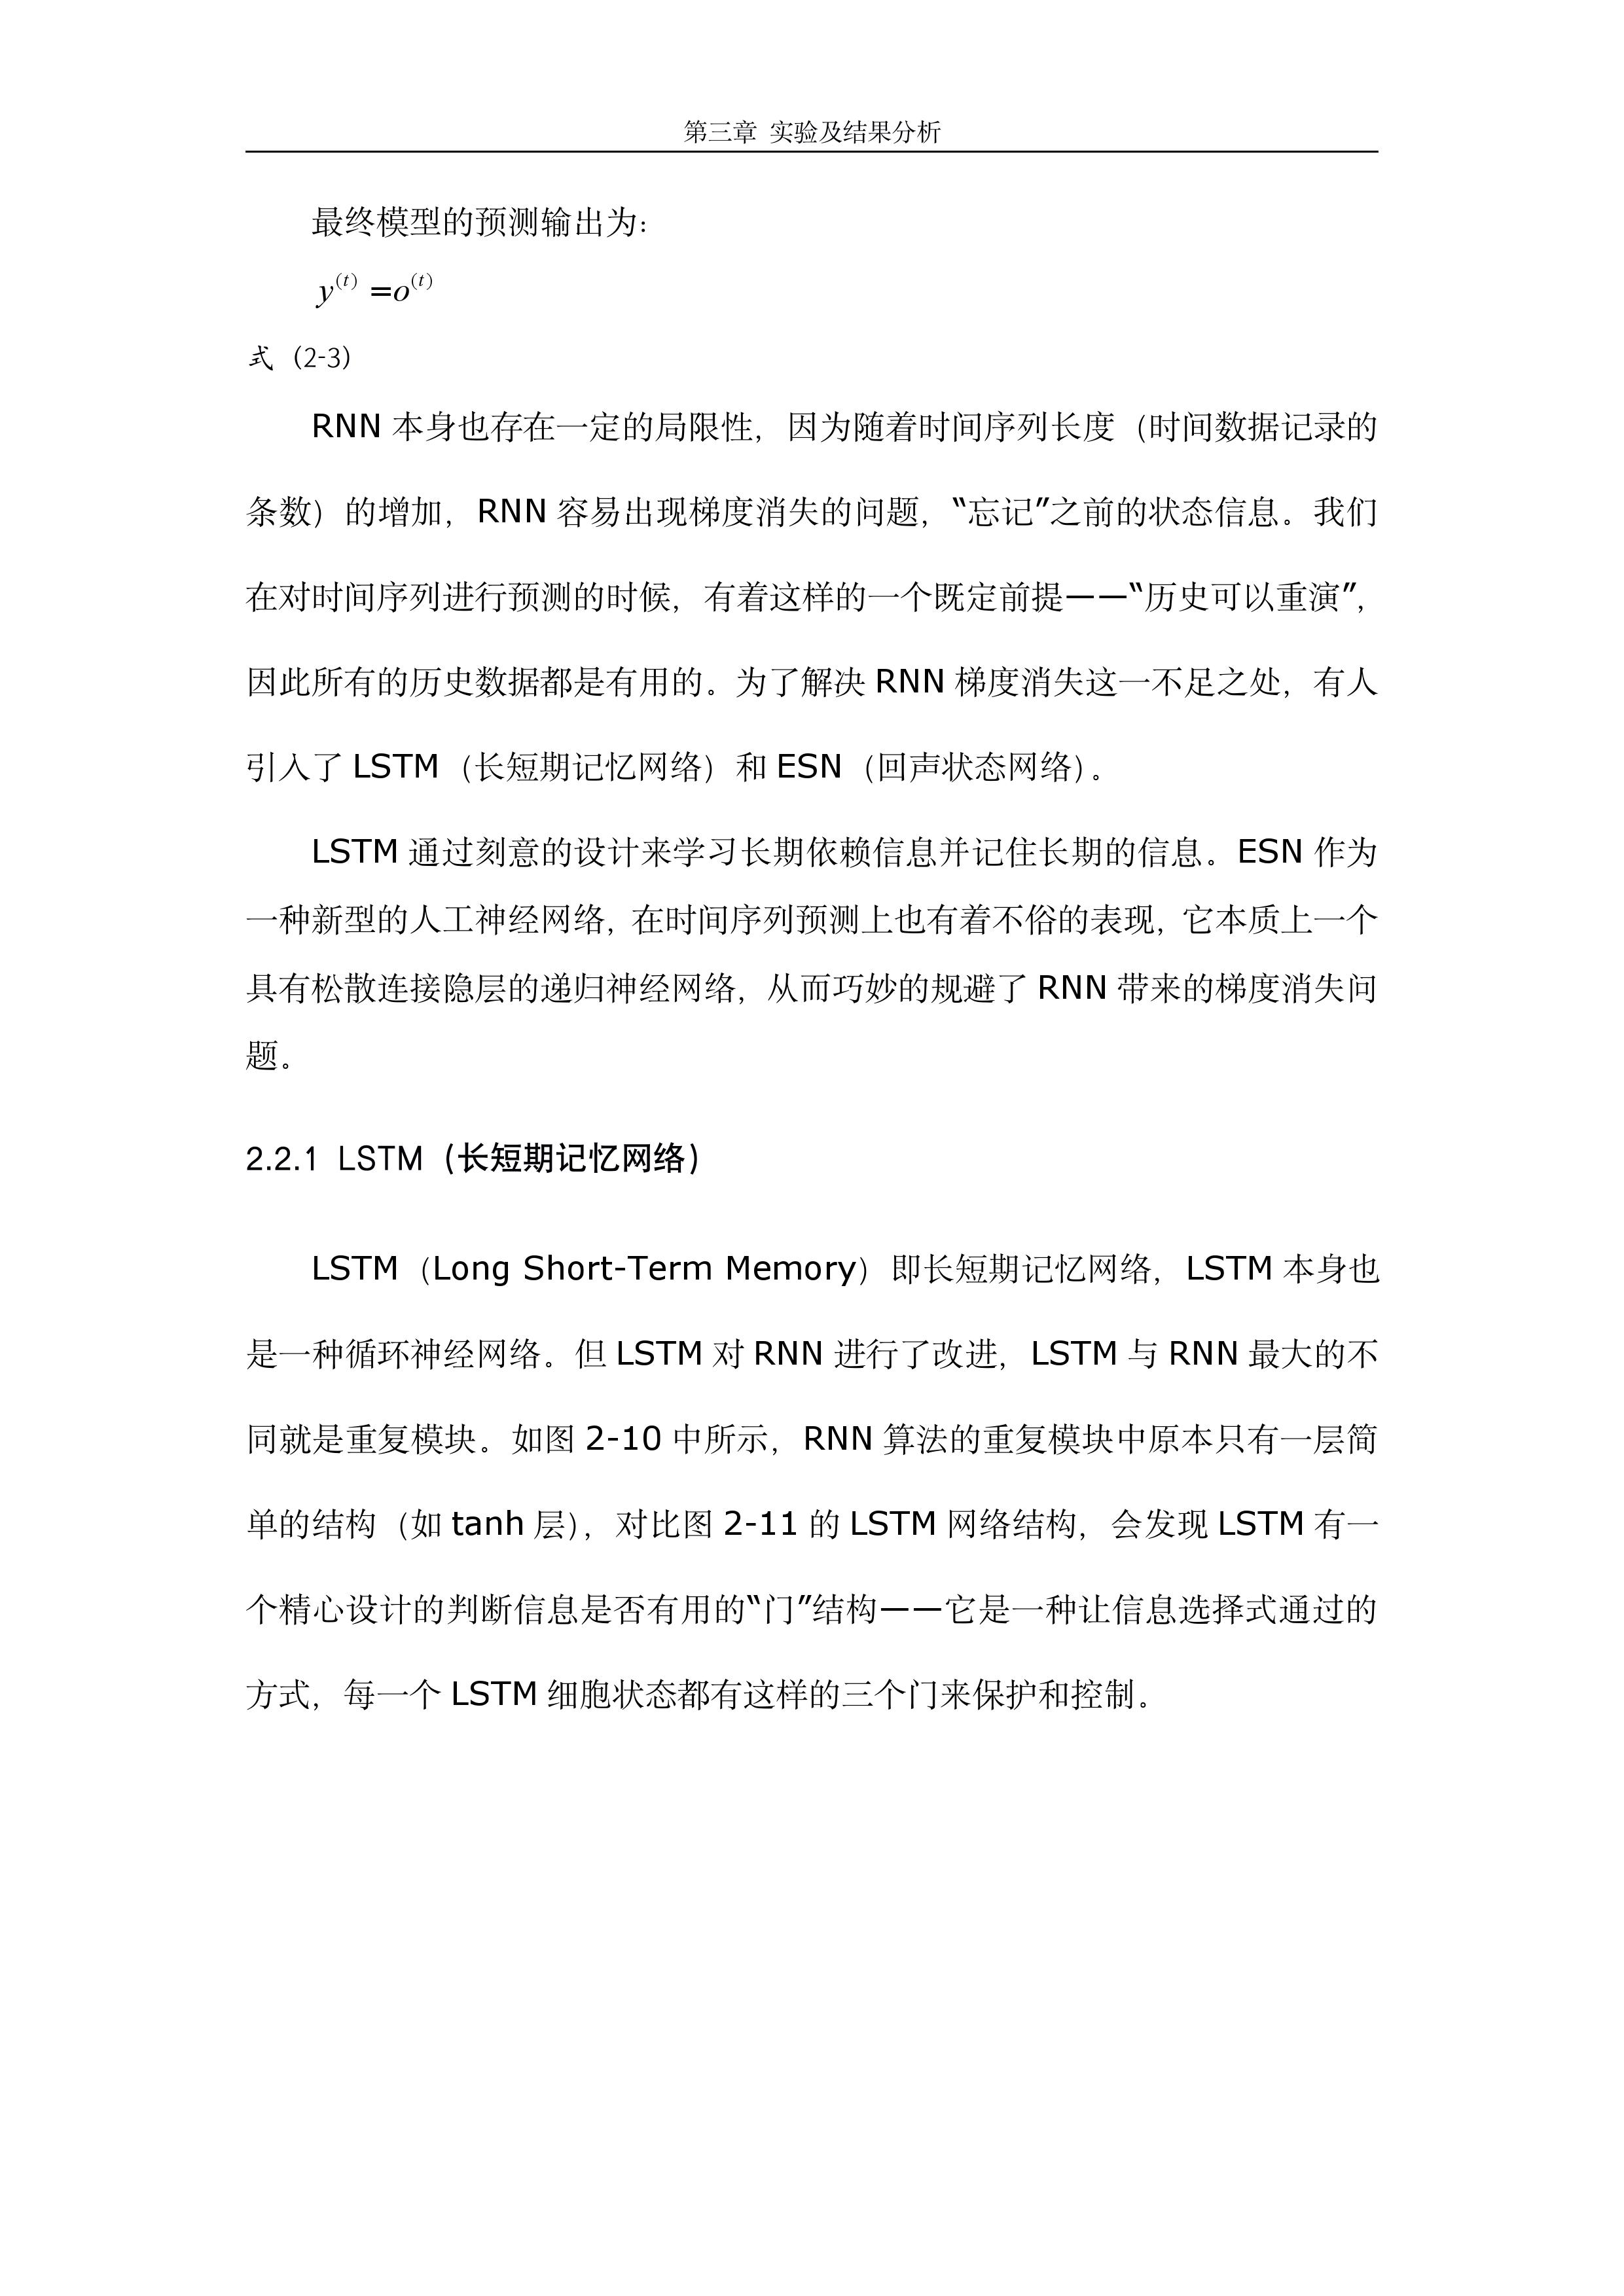 第三章 实验及结果分析
最终模型的预测输出为：
y^(t) =o^(t)
式（2-3）
RNN 本身也存在一定的局限性，因为随着时间序列长度（时间数据记录的
条数）的增加，RNN 容易出现梯度消失的问题，“忘记”之前的状态信息。我们
在对时间序列进行预测的时候，有着这样的一个既定前提——“历史可以重演”，
因此所有的历史数据都是有用的。为了解决 RNN 梯度消失这一不足之处，有人
引入了 LSTM（长短期记忆网络）和 ESN（回声状态网络）。
LSTM 通过刻意的设计来学习长期依赖信息并记住长期的信息。ESN 作为
一种新型的人工神经网络，在时间序列预测上也有着不俗的表现，它本质上一个
具有松散连接隐层的递归神经网络，从而巧妙的规避了 RNN 带来的梯度消失问
题。
2.2.1 LSTM（长短期记忆网络）
LSTM（Long Short-Term Memory）即长短期记忆网络，LSTM 本身也
是一种循环神经网络。但 LSTM 对 RNN 进行了改进，LSTM 与 RNN 最大的不
同就是重复模块。如图 2-10 中所示，RNN 算法的重复模块中原本只有一层简
单的结构（如 tanh 层），对比图 2-11 的 LSTM 网络结构，会发现 LSTM 有一
个精心设计的判断信息是否有用的“门”结构——它是一种让信息选择式通过的
方式，每一个 LSTM 细胞状态都有这样的三个门来保护和控制。